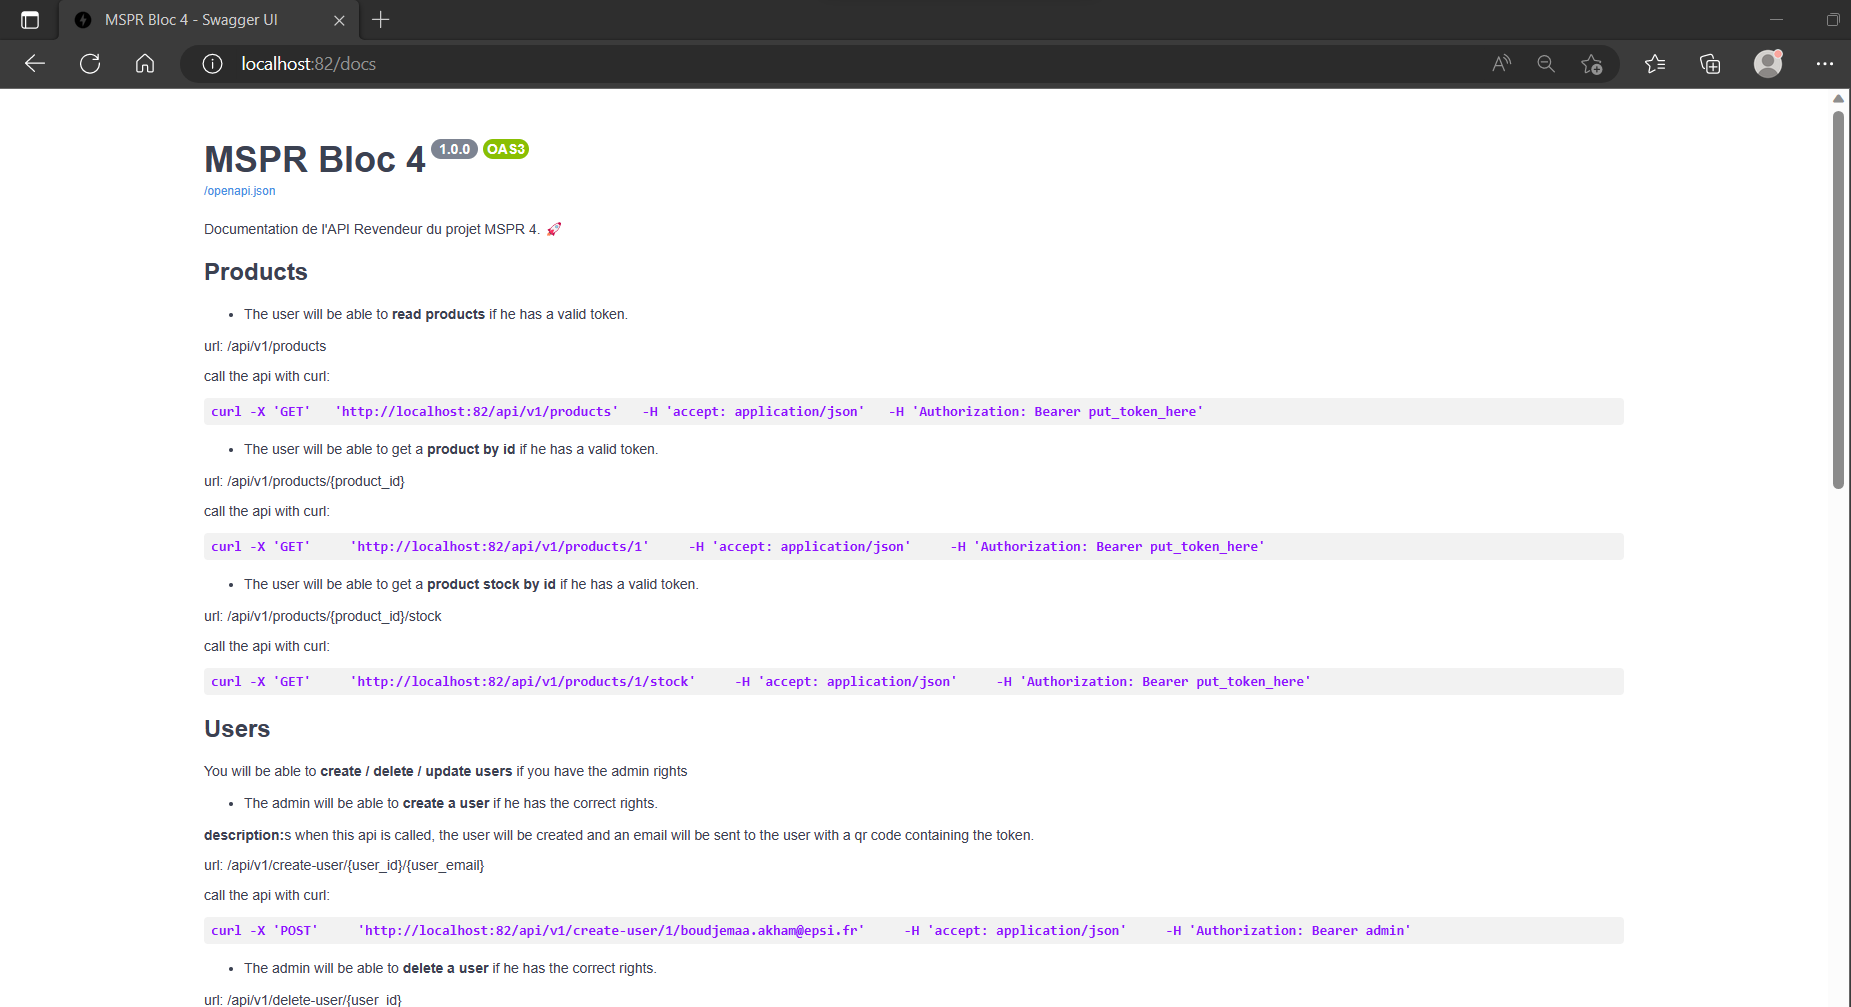 MSPR Bloc 4 - Swagger UI
localhost:82/docs
MSPR Bloc 4 1.0.0 OAS3
/openapi.json
Documentation de l'API Revendeur du projet MSPR 4. 🚀
Products
• The user will be able to read products if he has a valid token.
url: /api/v1/products
call the api with curl:
curl -X 'GET'   'http://localhost:82/api/v1/products'   -H 'accept: application/json'   -H 'Authorization: Bearer put_token_here'
• The user will be able to get a product by id if he has a valid token.
url: /api/v1/products/{product_id}
call the api with curl:
curl -X 'GET'     'http://localhost:82/api/v1/products/1'     -H 'accept: application/json'     -H 'Authorization: Bearer put_token_here'
• The user will be able to get a product stock by id if he has a valid token.
url: /api/v1/products/{product_id}/stock
call the api with curl:
curl -X 'GET'     'http://localhost:82/api/v1/products/1/stock'     -H 'accept: application/json'     -H 'Authorization: Bearer put_token_here'
Users
You will be able to create / delete / update users if you have the admin rights
• The admin will be able to create a user if he has the correct rights.
description:s when this api is called, the user will be created and an email will be sent to the user with a qr code containing the token.
url: /api/v1/create-user/{user_id}/{user_email}
call the api with curl:
curl -X 'POST'     'http://localhost:82/api/v1/create-user/1/boudjemaa.akham@epsi.fr'     -H 'accept: application/json'     -H 'Authorization: Bearer admin'
• The admin will be able to delete a user if he has the correct rights.
url: /api/v1/delete-user/{user_id}